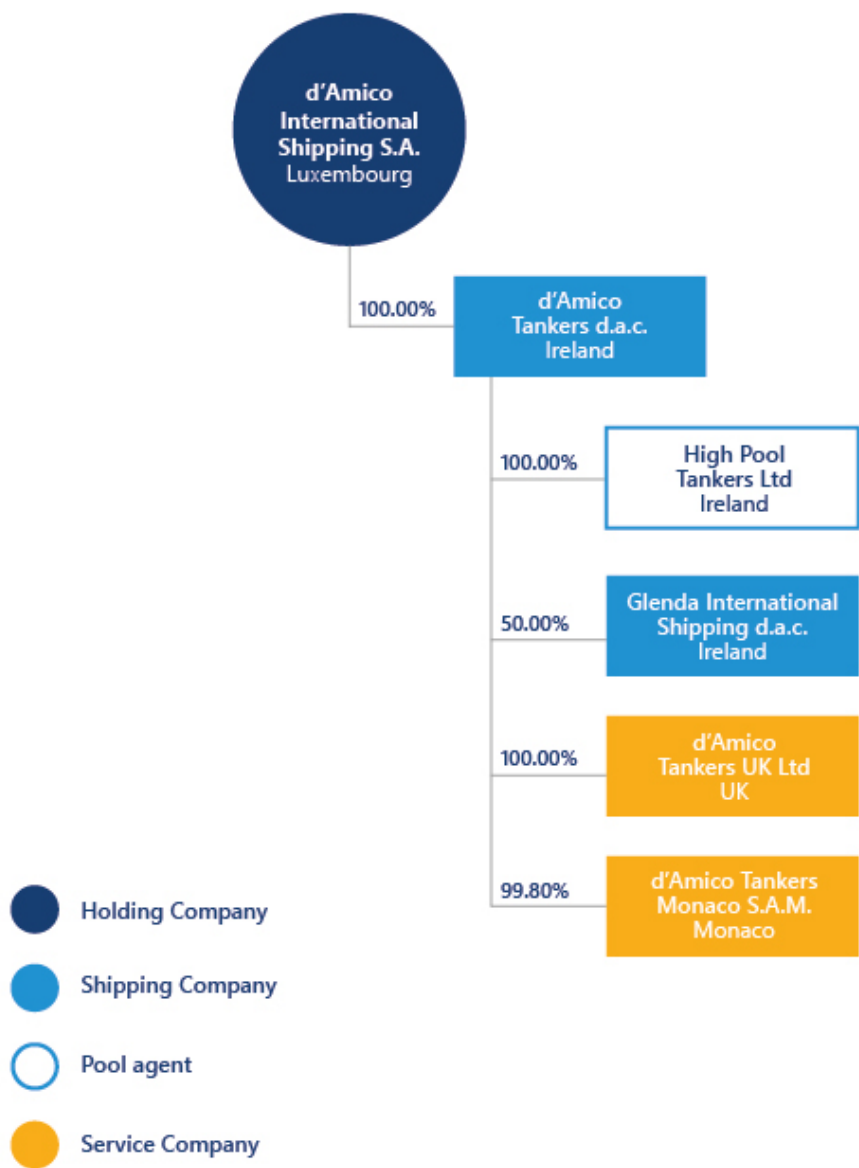 d'Amico
International
Shipping S.A.
Luxembourg
100.00%
d'Amico
Tankers d.a.c.
Ireland
100.00%
High Pool
Tankers Ltd
Ireland
50.00%
Glenda International
Shipping d.a.c.
Ireland
100.00%
d'Amico
Tankers UK Ltd
UK
99.80%
d'Amico Tankers
Monaco S.A.M.
Monaco
Holding Company
Shipping Company
Pool agent
Service Company